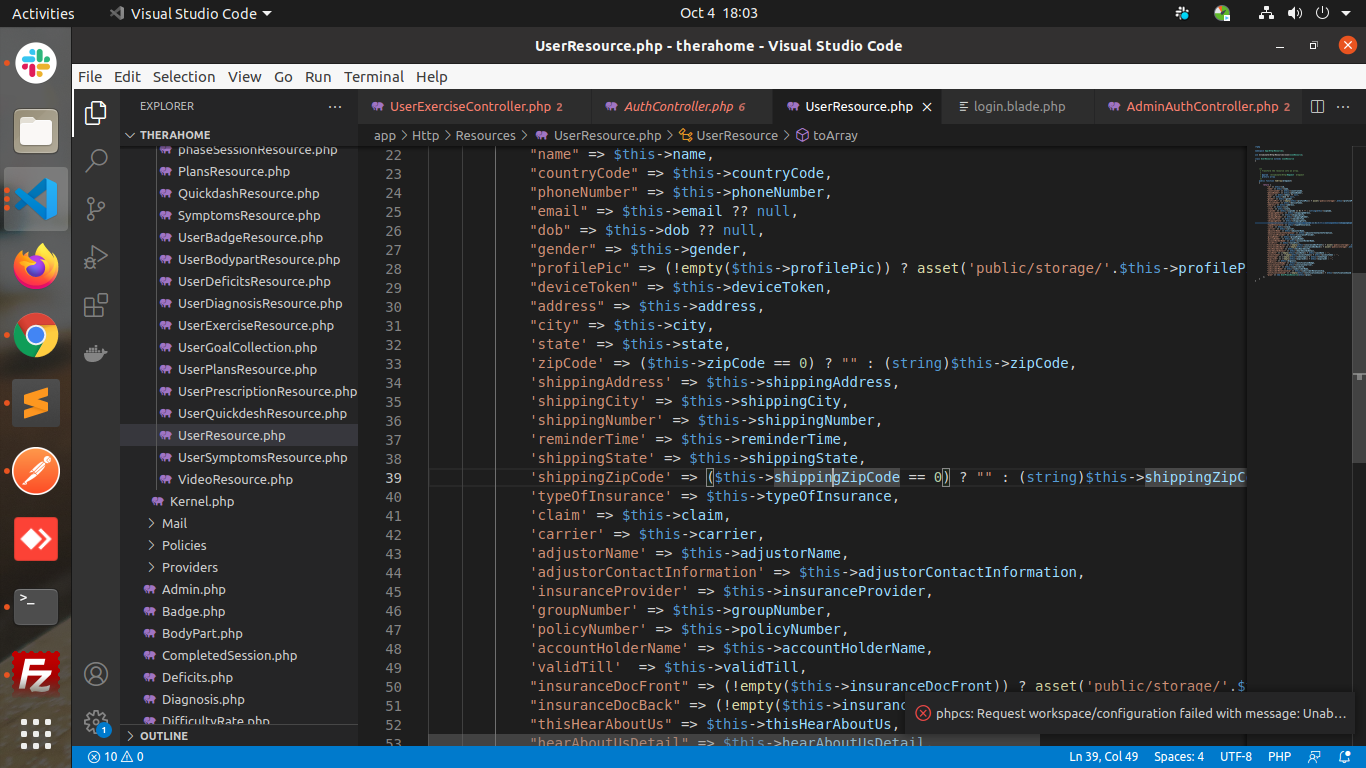 Activities
Visual Studio Code
Oct 4 18:03
UserResource.php - therahome - Visual Studio Code
File Edit Selection View Go Run Terminal Help
EXPLORER
UserExerciseController.php 2
AuthController.php 6
UserResource.php
login.blade.php
AdminAuthController.php 2
app > Http > Resources > UserResource.php > UserResource > toArray
THERAHOME
phaseSessionResource.php
PlansResource.php
QuickdashResource.php
SymptomsResource.php
UserBadgeResource.php
UserBodypartResource.php
UserDeficitsResource.php
UserDiagnosisResource.php
UserExerciseResource.php
UserGoalCollection.php
UserPlansResource.php
UserPrescriptionResource.php
UserQuickdeshResource.php
UserResource.php
UserSymptomsResource.php
VideoResource.php
Kernel.php
Mail
Policies
Providers
Admin.php
Badge.php
BodyPart.php
CompletedSession.php
Deficits.php
Diagnosis.php
DifficultyRate.php
OUTLINE
22 "name" => $this->name,
23 "countryCode" => $this->countryCode,
24 "phoneNumber" => $this->phoneNumber,
25 "email" => $this->email ?? null,
26 "dob" => $this->dob ?? null,
27 "gender" => $this->gender,
28 "profilePic" => (!empty($this->profilePic)) ? asset('public/storage/'.$this->profileP
29 "deviceToken" => $this->deviceToken,
30 "address" => $this->address,
31 "city" => $this->city,
32 'state' => $this->state,
33 'zipCode' => ($this->zipCode == 0) ? "" : (string)$this->zipCode,
34 'shippingAddress' => $this->shippingAddress,
35 'shippingCity' => $this->shippingCity,
36 'shippingNumber' => $this->shippingNumber,
37 'reminderTime' => $this->reminderTime,
38 'shippingState' => $this->shippingState,
39 'shippingZipCode' => ($this->shippingZipCode == 0) ? "" : (string)$this->shippingZipC
40 'typeOfInsurance' => $this->typeOfInsurance,
41 'claim' => $this->claim,
42 'carrier' => $this->carrier,
43 'adjustorName' => $this->adjustorName,
44 'adjustorContactInformation' => $this->adjustorContactInformation,
45 'insuranceProvider' => $this->insuranceProvider,
46 'groupNumber' => $this->groupNumber,
47 'policyNumber' => $this->policyNumber,
48 'accountHolderName' => $this->accountHolderName,
49 'validTill'  => $this->validTill,
50 "insuranceDocFront" => (!empty($this->insuranceDocFront)) ? asset('public/storage/'.$
51 "insuranceDocBack" => (!empty($this->insuranc
52 "thisHearAboutUs" => $this->thisHearAboutUs,
53 "hearAboutUsDetail" => $this->hearAboutUsDetail
phpcs: Request workspace/configuration failed with message: Unab...
1
10 0
Ln 39, Col 49 Spaces: 4 UTF-8 PHP